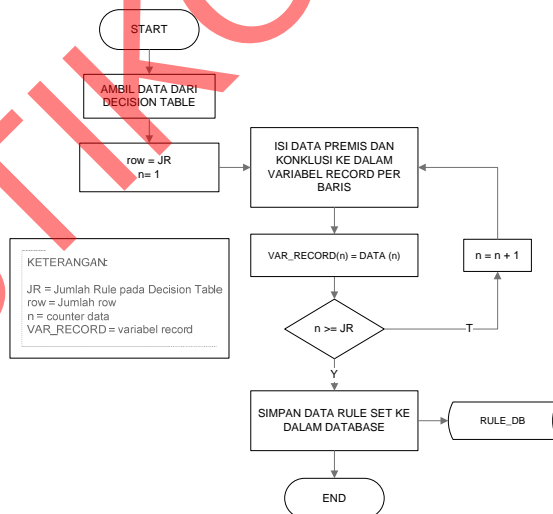 START
AMBIL DATA DARI
DECISION TABLE
row = JR
n= 1
ISI DATA PREMIS DAN
KONKLUSI KE DALAM
VARIABEL RECORD PER
BARIS
VAR_RECORD(n) = DATA (n)
n = n + 1
n >= JR
T
Y
SIMPAN DATA RULE SET KE
DALAM DATABASE
RULE_DB
END
KETERANGAN:
JR = Jumlah Rule pada Decision Table
row = Jumlah row
n = counter data
VAR_RECORD = variabel record